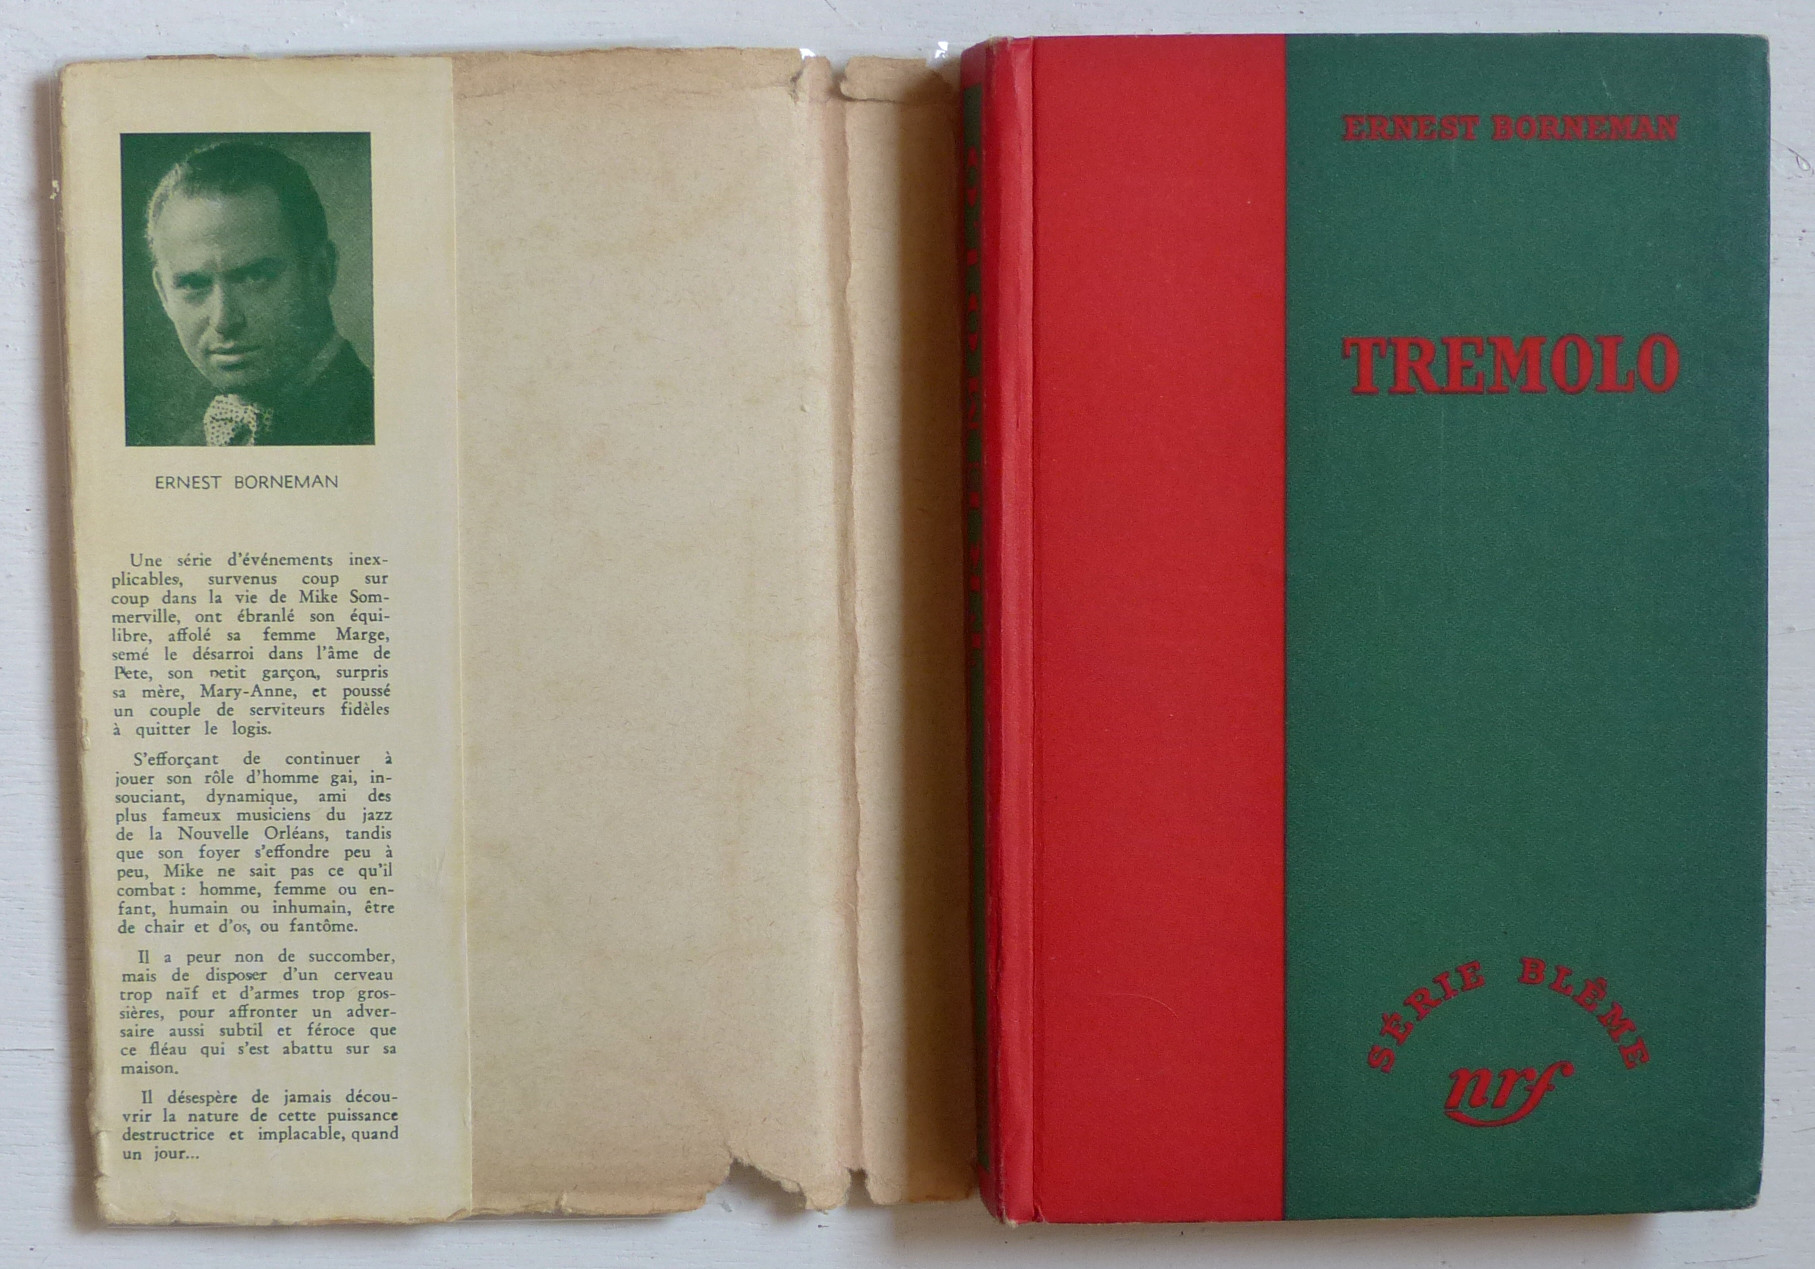 ERNEST BORNEMAN
Une série d'événements inex-
plicables, survenus coup sur
coup dans la vie de Mike Som-
merville, ont ébranlé son équi-
libre, affolé sa femme Marge,
semé le désarroi dans l'âme de
Pete, son petit garçon, surpris
sa mère, Mary-Anne, et poussé
un couple de serviteurs fidèles
à quitter le logis.
S'efforçant de continuer à
jouer son rôle d'homme gai, in-
souciant, dynamique, ami des
plus fameux musiciens du jazz
de la Nouvelle Orléans, tandis
que son foyer s'effondre peu à
peu, Mike ne sait pas ce qu'il
combat : homme, femme ou en-
fant, humain ou inhumain, être
de chair et d'os, ou fantôme.
Il a peur non de succomber,
mais de disposer d'un cerveau
trop naïf et d'armes trop gros-
sières, pour affronter un adver-
saire aussi subtil et féroce que
ce fléau qui s'est abattu sur sa
maison.
Il désespère de jamais décou-
vrir la nature de cette puissance
destructrice et implacable, quand
un jour...
ERNEST BORNEMAN
TREMOLO
SÉRIE BLÊME
nrf